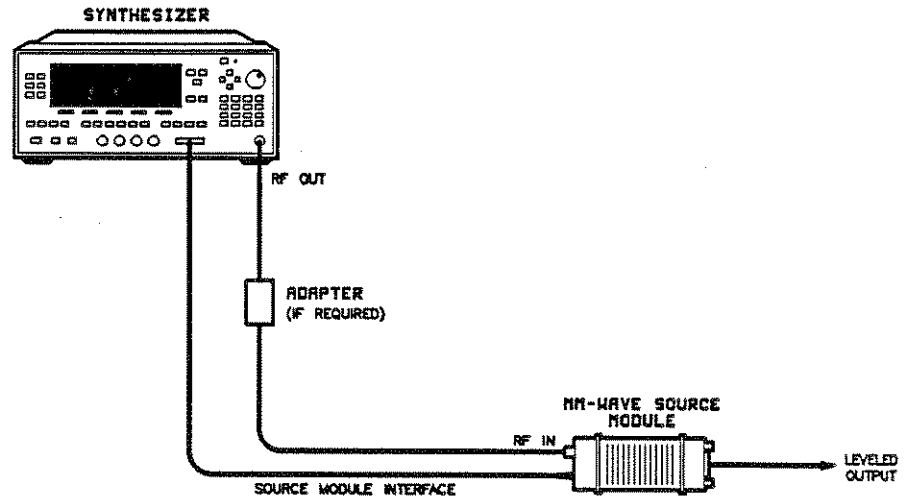 SYNTHESIZER
RF OUT
ADAPTER
(IF REQUIRED)
MM-WAVE SOURCE
MODULE
RF IN
LEVELED
OUTPUT
SOURCE MODULE INTERFACE